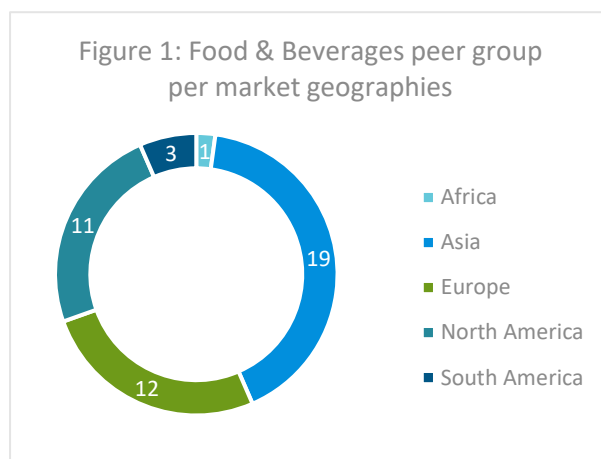 Figure 1: Food & Beverages peer group
per market geographies
1
3
11
19
12
Africa
Asia
Europe
North America
South America